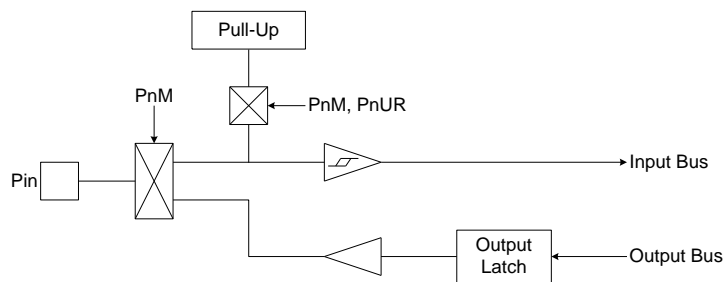 Pull-Up
PnM
PnM, PnUR
Pin
Input Bus
Output
Latch
Output Bus